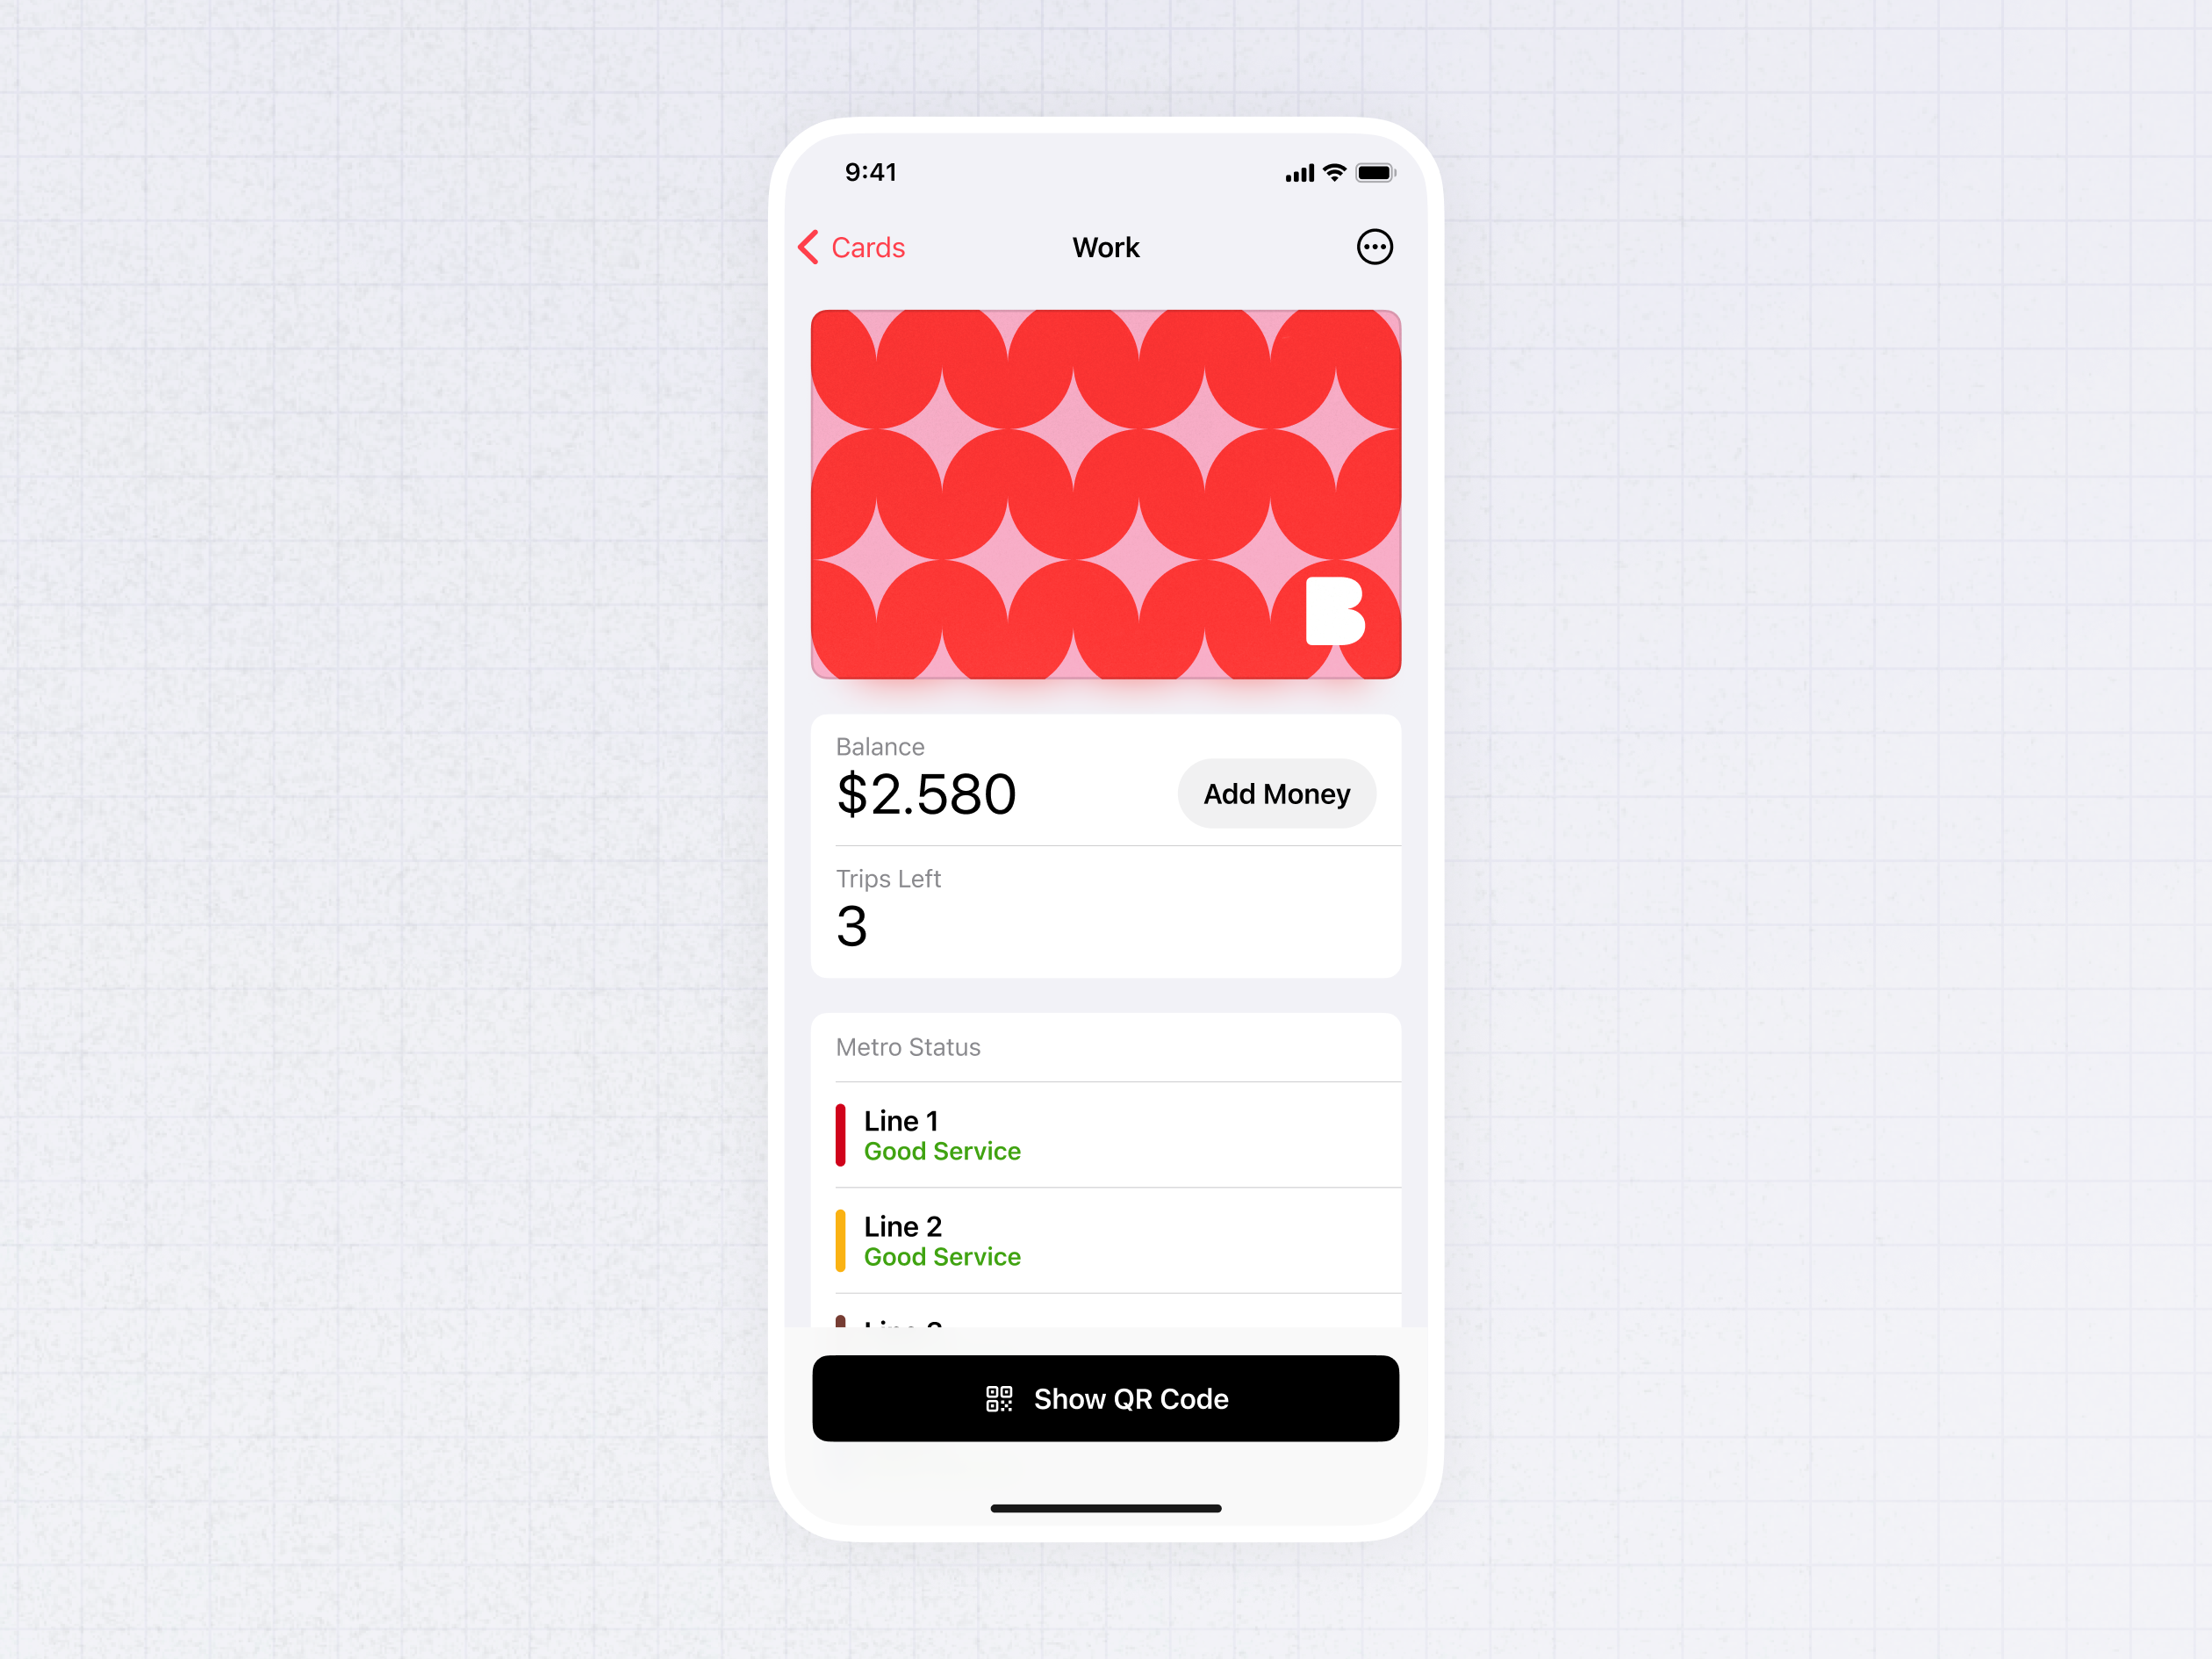 9:41
Cards
Work
B
Balance
$2.580
Add Money
Trips Left
3
Metro Status
Line 1
Good Service
Line 2
Good Service
Show QR Code